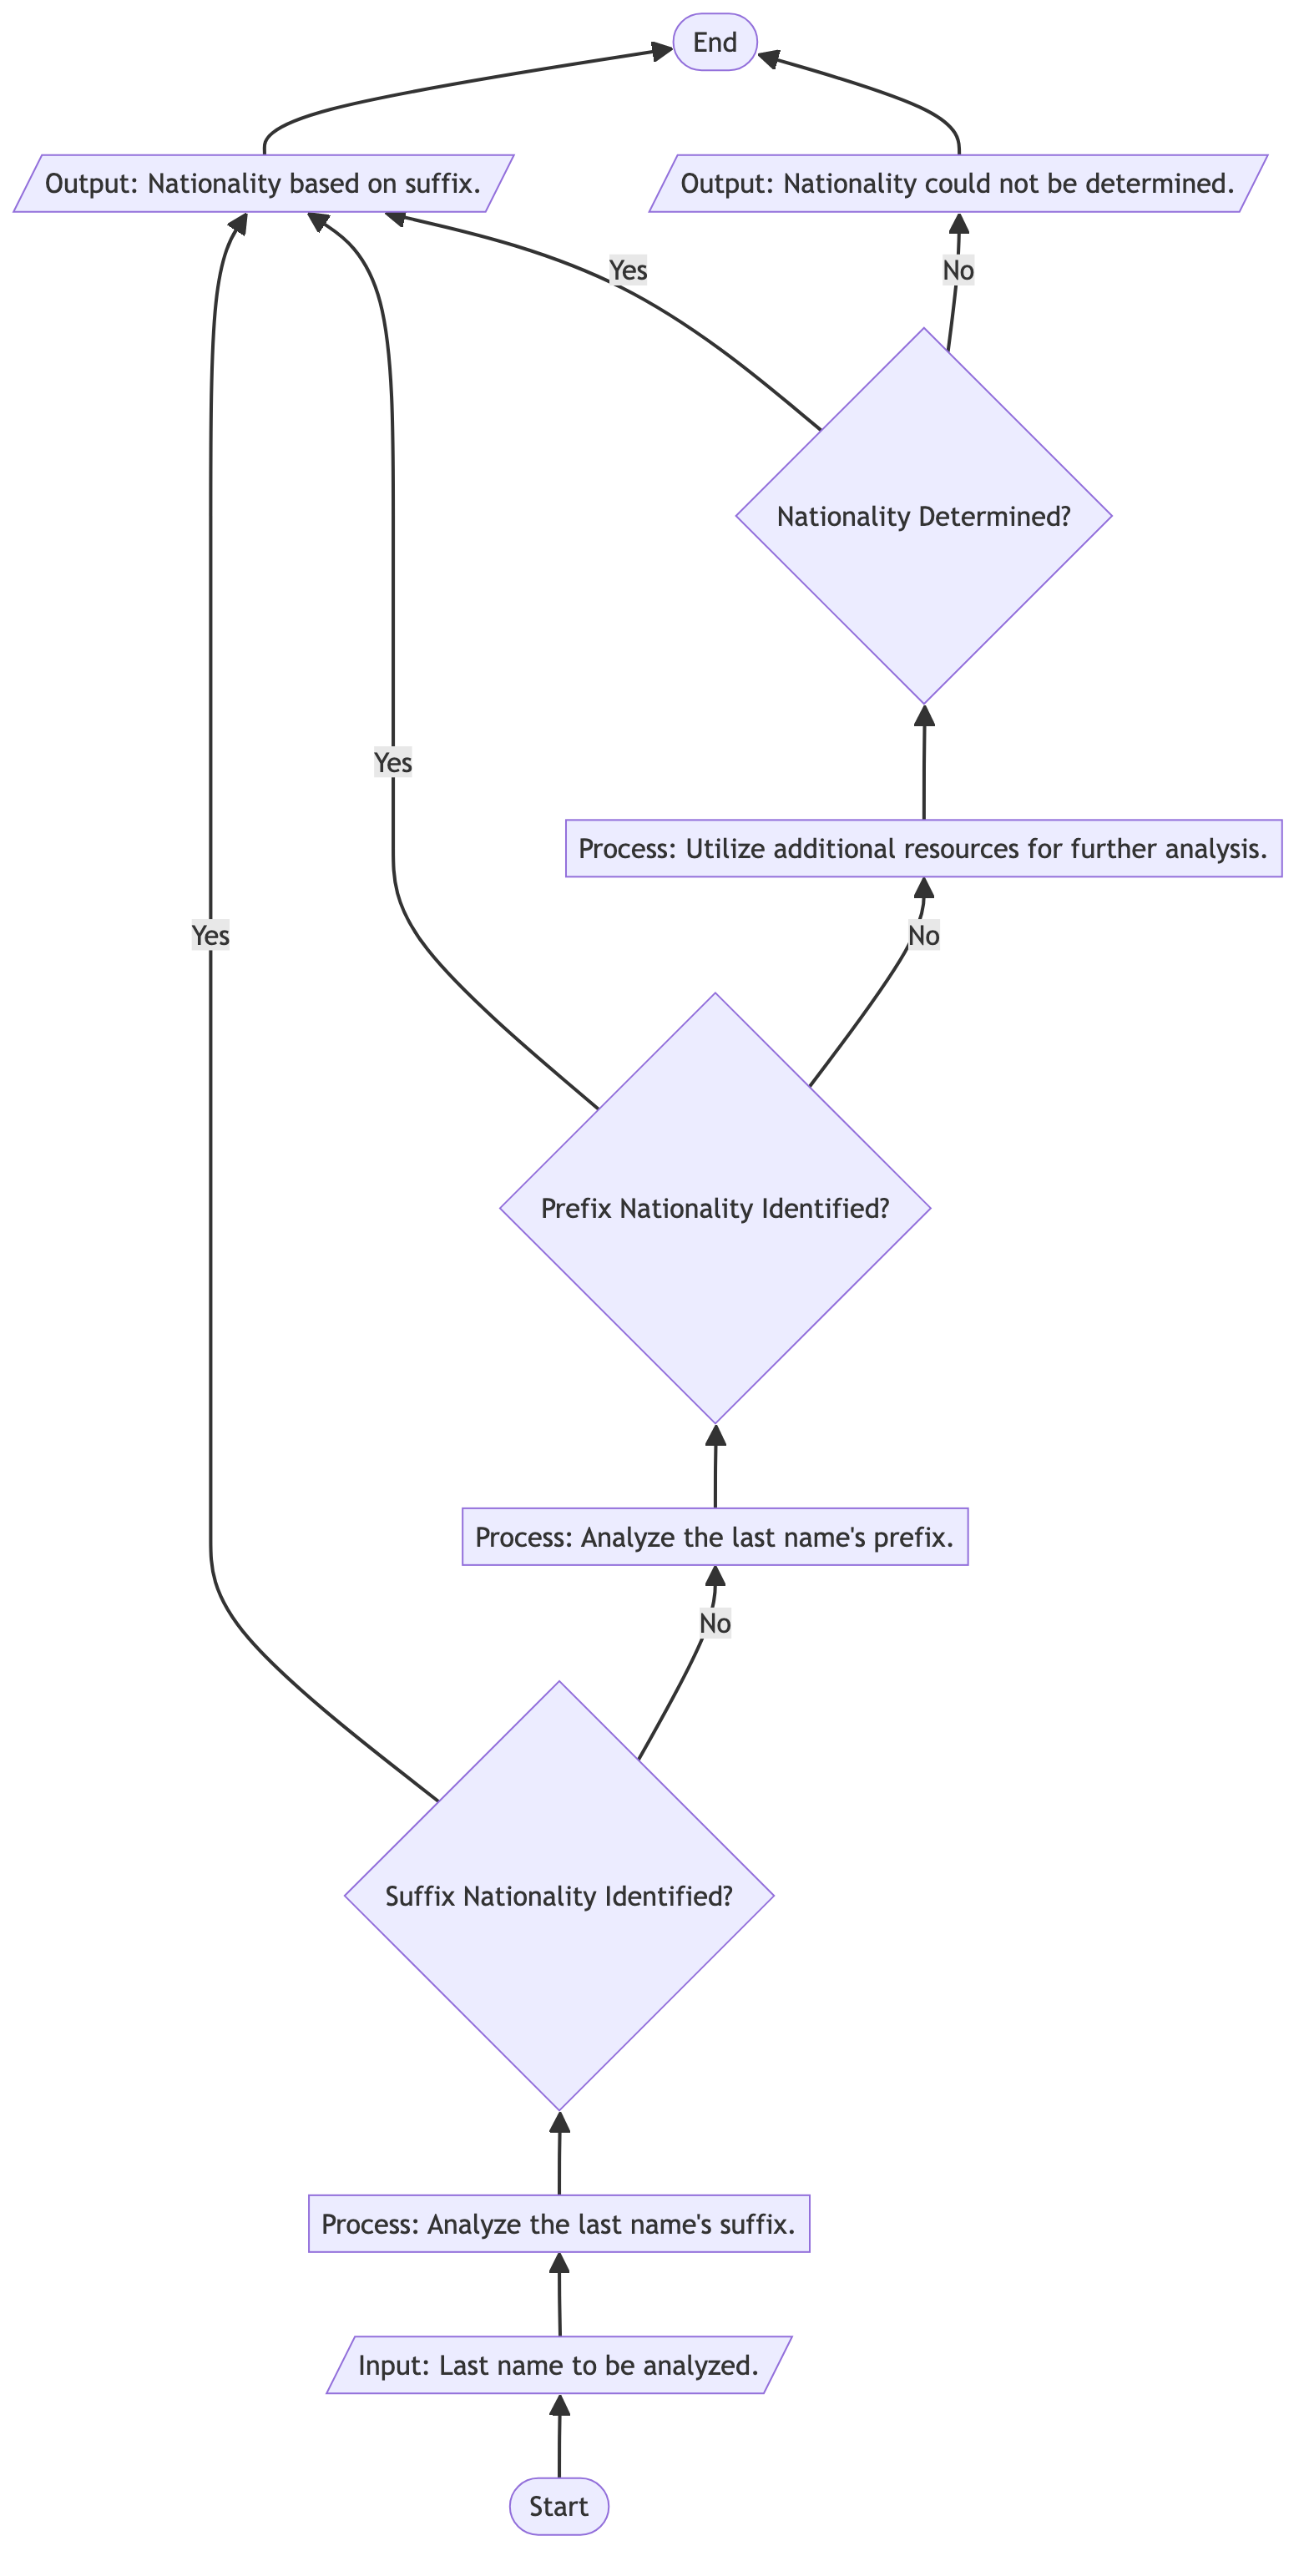 End
Output: Nationality based on suffix.
Output: Nationality could not be determined.
Yes
No
Nationality Determined?
Yes
Process: Utilize additional resources for further analysis.
Yes
No
Prefix Nationality Identified?
Process: Analyze the last name's prefix.
No
Suffix Nationality Identified?
Process: Analyze the last name's suffix.
Input: Last name to be analyzed.
Start